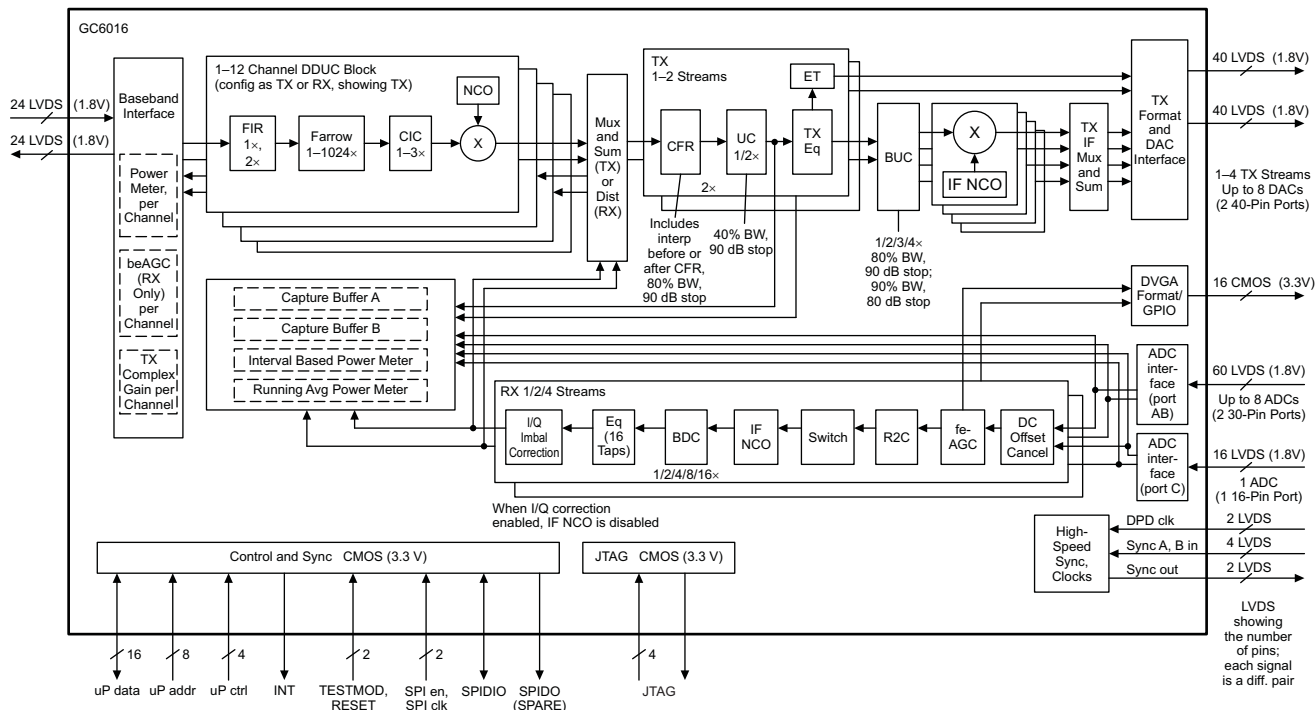 GC6016
24 LVDS (1.8V)
24 LVDS (1.8V)
Baseband
Interface
Power
Meter,
per
Channel
beAGC
(RX
Only)
per
Channel
TX
Complex
Gain per
Channel
1–12 Channel DDUC Block
(config as TX or RX, showing TX)
FIR
1×,
2×
Farrow
1–1024×
CIC
1–3×
NCO
X
Mux
and
Sum
(TX)
or
Dist
(RX)
TX
1–2 Streams
CFR
UC
1/2×
ET
TX
Eq
2×
Includes
interp
before or
after CFR,
80% BW,
90 dB stop
40% BW,
90 dB stop
BUC
1/2/3/4×
80% BW,
90 dB stop;
90% BW,
80 dB stop
X
IF NCO
TX
IF
Mux
and
Sum
TX
Format
and
DAC
Interface
40 LVDS (1.8V)
40 LVDS (1.8V)
1–4 TX Streams
Up to 8 DACs
(2 40-Pin Ports)
Capture Buffer A
Capture Buffer B
Interval Based Power Meter
Running Avg Power Meter
DVGA
Format/
GPIO
16 CMOS (3.3V)
ADC
inter-
face
(port
AB)
60 LVDS (1.8V)
Up to 8 ADCs
(2 30-Pin Ports)
ADC
inter-
face
(port C)
16 LVDS (1.8V)
1 ADC
(1 16-Pin Port)
RX 1/2/4 Streams
I/Q
Imbal
Correction
Eq
(16
Taps)
BDC
IF
NCO
Switch
R2C
fe-
AGC
DC
Offset
Cancel
1/2/4/8/16×
When I/Q correction
enabled, IF NCO is disabled
High-
Speed
Sync,
Clocks
DPD clk
2 LVDS
Sync A, B in
4 LVDS
Sync out
2 LVDS
LVDS
showing
the number
of pins;
each signal
is a diff. pair
Control and Sync CMOS (3.3 V)
JTAG CMOS (3.3 V)
16
8
4
2
2
4
uP data
uP addr
uP ctrl
INT
TESTMOD,
RESET
SPI en,
SPI clk
SPIDIO
SPIDO
(SPARE)
JTAG